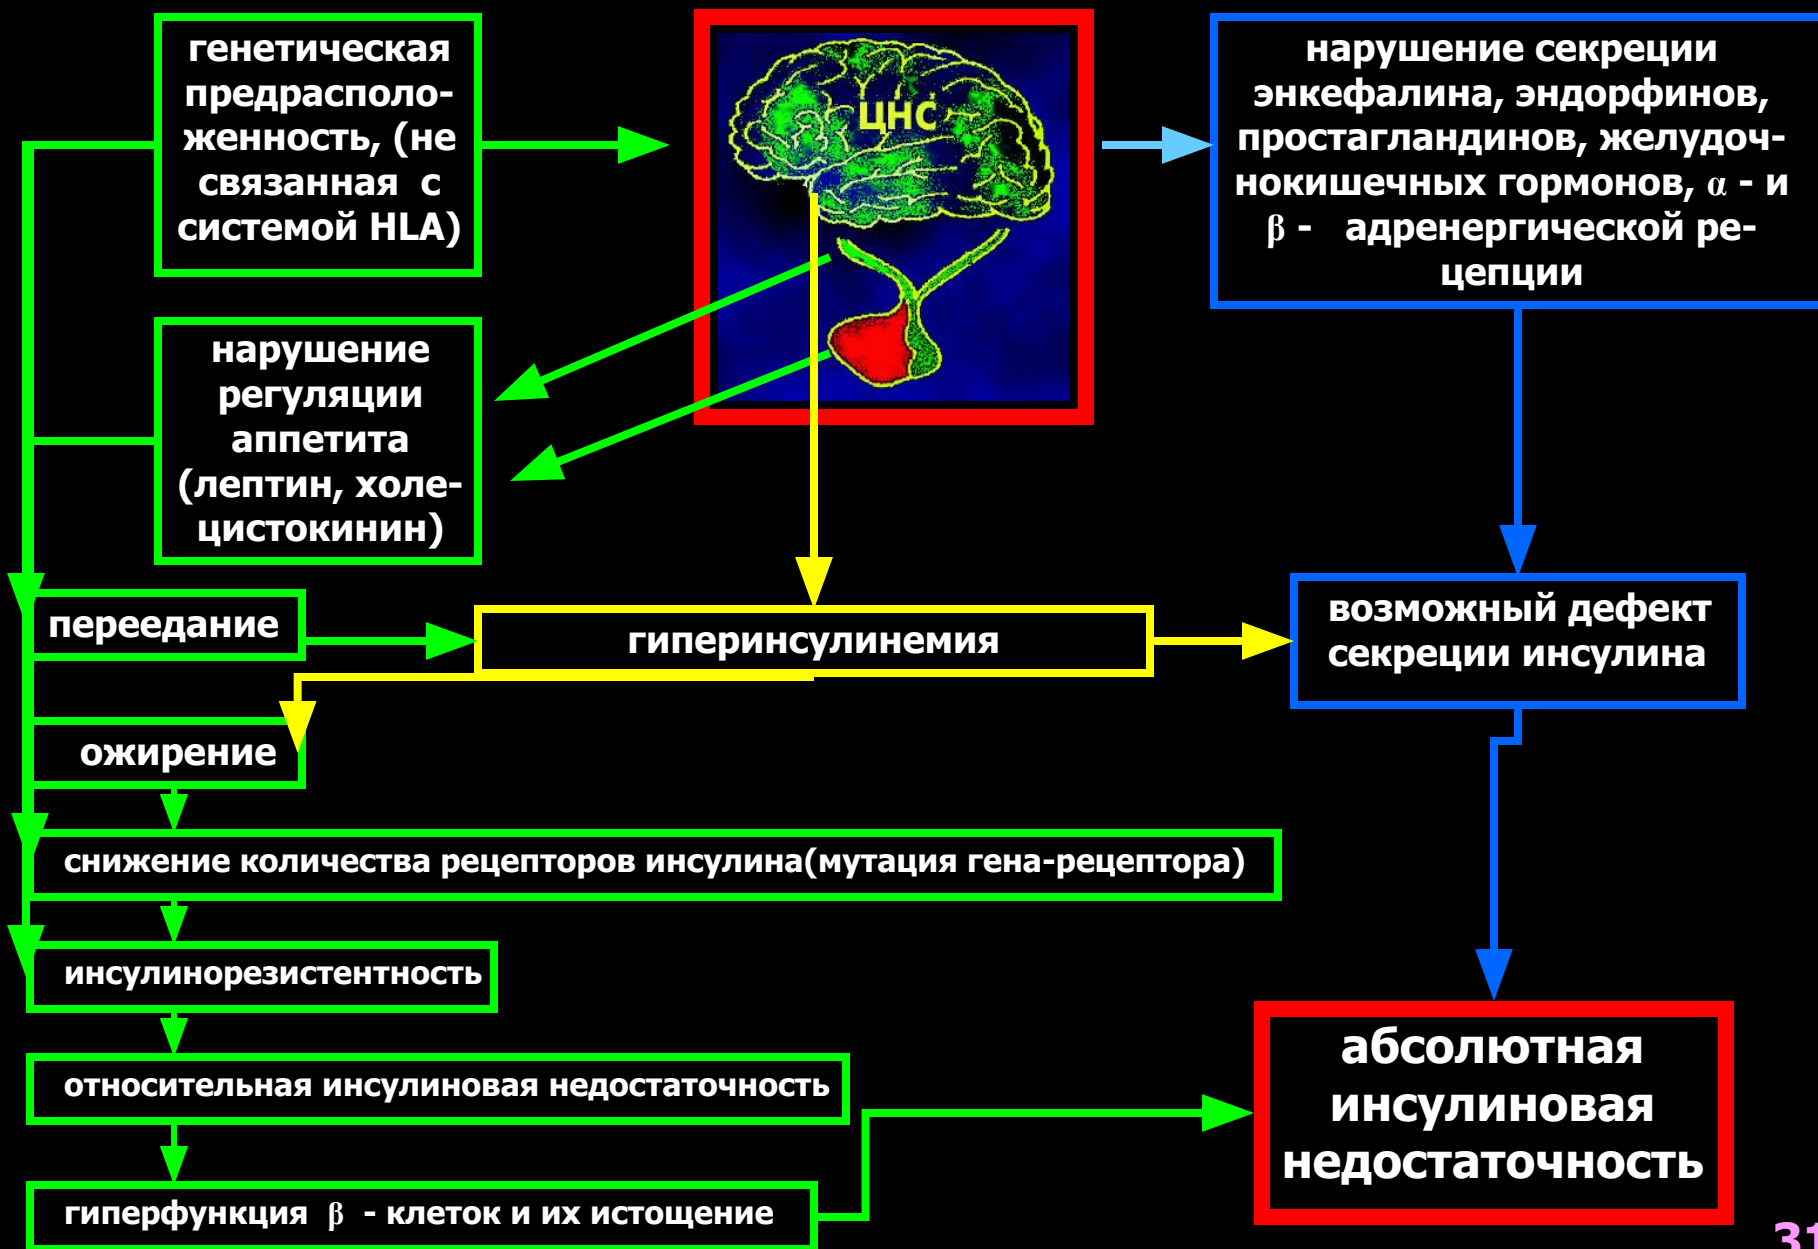 генетическая
предрасполо-
женность, (не
связанная с
системой HLA)
ЦНС
нарушение секреции
энкефалина, эндорфинов,
простагландинов, желудоч-
нокишечных гормонов, α - и
β - адренергической ре-
цепции
нарушение
регуляции
аппетита
(лептин, холе-
цистокинин)
переедание
гиперинсулинемия
возможный дефект
секреции инсулина
ожирение
снижение количества рецепторов инсулина(мутация гена-рецептора)
инсулинорезистентность
относительная инсулиновая недостаточность
гиперфункция β - клеток и их истощение
абсолютная
инсулиновая
недостаточность
31